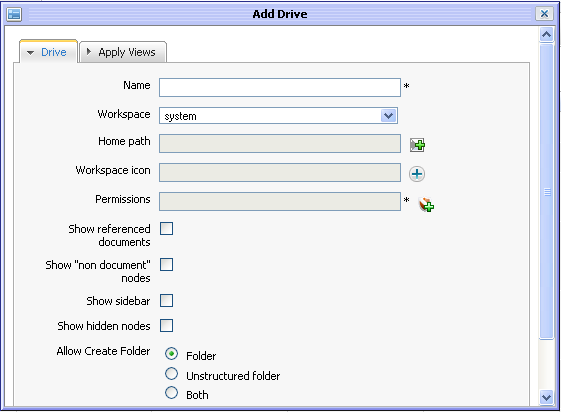 Add Drive
Drive
Apply Views
Name *
Workspace system
Home path
Workspace icon
Permissions *
Show referenced
documents
Show "non document"
nodes
Show sidebar
Show hidden nodes
Allow Create Folder Folder
Unstructured folder
Both